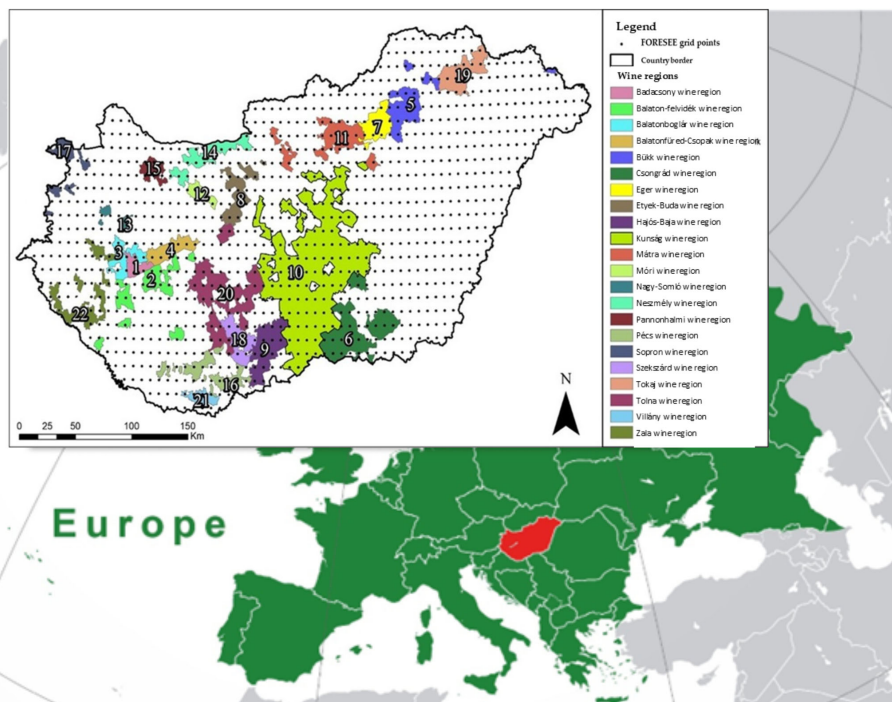 Legend
FORESEE grid points
Country border
Wine regions
Badacsony wine region
Balaton-felvidék wine region
Balatonboglár wine region
Balatonfüred-Csopak wine region
Bükk wine region
Csongrád wine region
Eger wine region
Etyek-Buda wine region
Hajós-Baja wine region
Kunság wine region
Mátra wine region
Móri wine region
Nagy-Somló wine region
Neszmély wine region
Pannonhalmi wine region
Pécs wine region
Sopron wine region
Szekszárd wine region
Tokaj wine region
Tolna wine region
Villány wine region
Zala wine region
19
5
7
11
17
14
15
12
8
13
4
3
1
2
10
20
22
18
9
6
16
21
N
0 25 50 100 150
Km
Europe